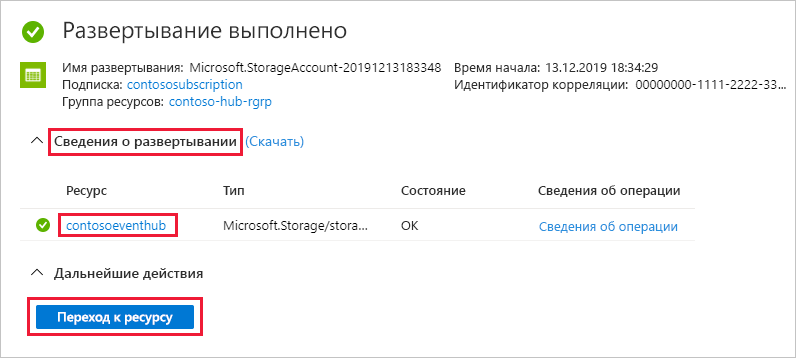 Развертывание выполнено
Имя развертывания: Microsoft.StorageAccount-20191213183348 Время начала: 13.12.2019 18:34:29
Подписка: contososubscription Идентификатор корреляции: 00000000-1111-2222-33...
Группа ресурсов: contoso-hub-rgrp
Сведения о развертывании (Скачать)
Ресурс Тип Состояние Сведения об операции
contosoeventhub Microsoft.Storage/stora... OK Сведения об операции
Дальнейшие действия
Переход к ресурсу